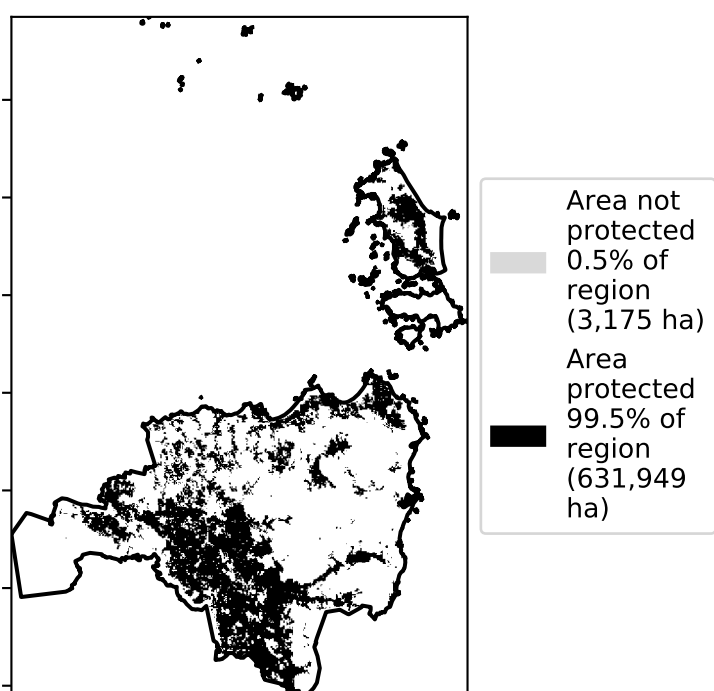 Area not
protected
0.5% of
region
(3,175 ha)
Area
protected
99.5% of
region
(631,949
ha)